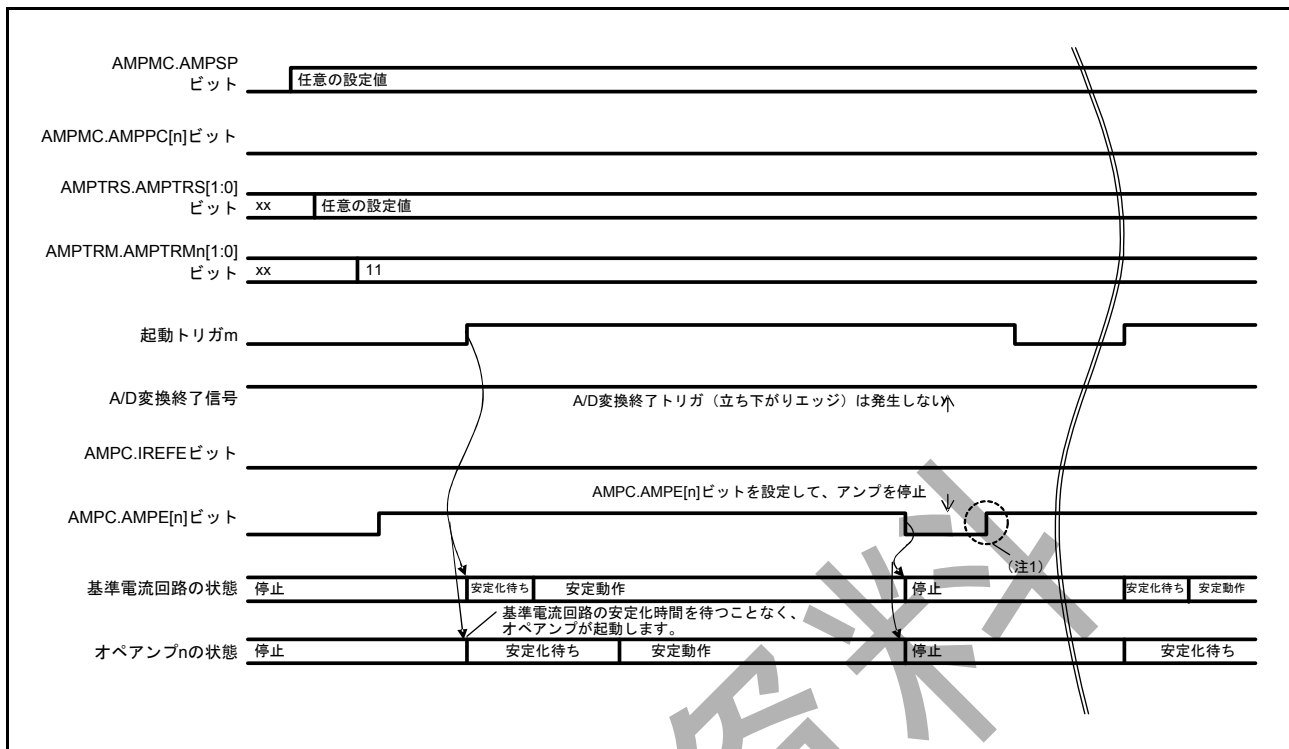 AMPMC.AMPSP
ビット
任意の設定値
AMPMC.AMPPC[n]ビット
AMPTRS.AMPTRS[1:0]
ビット
xx
任意の設定値
AMPTRM.AMPTRMn[1:0]
ビット
xx
11
起動トリガm
A/D変換終了信号
A/D変換終了トリガ（立ち下がりエッジ）は発生しない
AMPC.IREFEビット
AMPC.AMPE[n]ビットを設定して、アンプを停止
AMPC.AMPE[n]ビット
（注1）
基準電流回路の状態
停止
安定化待ち
安定動作
停止
安定化待ち
安定動作
基準電流回路の安定化時間を待つことなく、
オペアンプが起動します。
オペアンプnの状態
停止
安定化待ち
安定動作
停止
安定化待ち